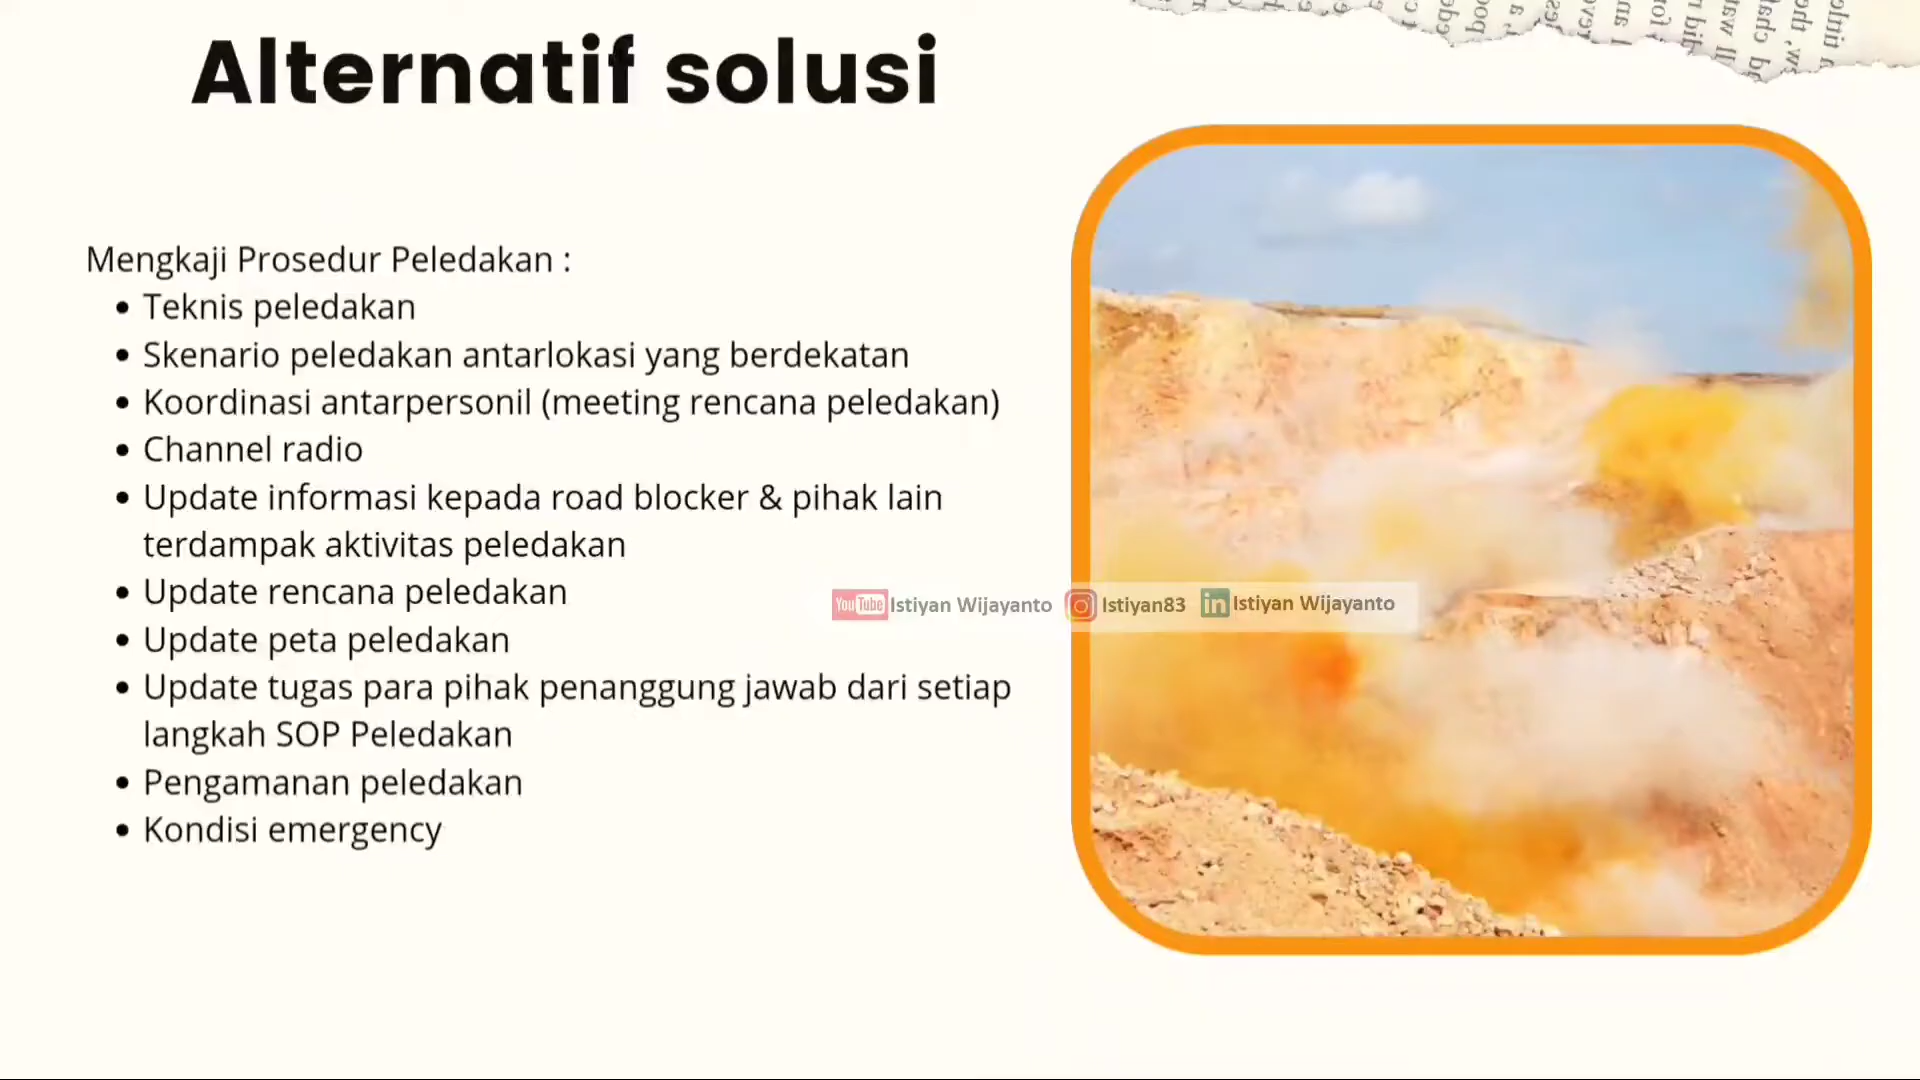 Alternatif solusi
Mengkaji Prosedur Peledakan :
• Teknis peledakan
• Skenario peledakan antarlokasi yang berdekatan
• Koordinasi antarpersonil (meeting rencana peledakan)
• Channel radio
• Update informasi kepada road blocker & pihak lain
terdampak aktivitas peledakan
• Update rencana peledakan
• Update peta peledakan
• Update tugas para pihak penanggung jawab dari setiap
langkah SOP Peledakan
• Pengamanan peledakan
• Kondisi emergency
YouTube Istiyan Wijayanto Istiyan83 in Istiyan Wijayanto